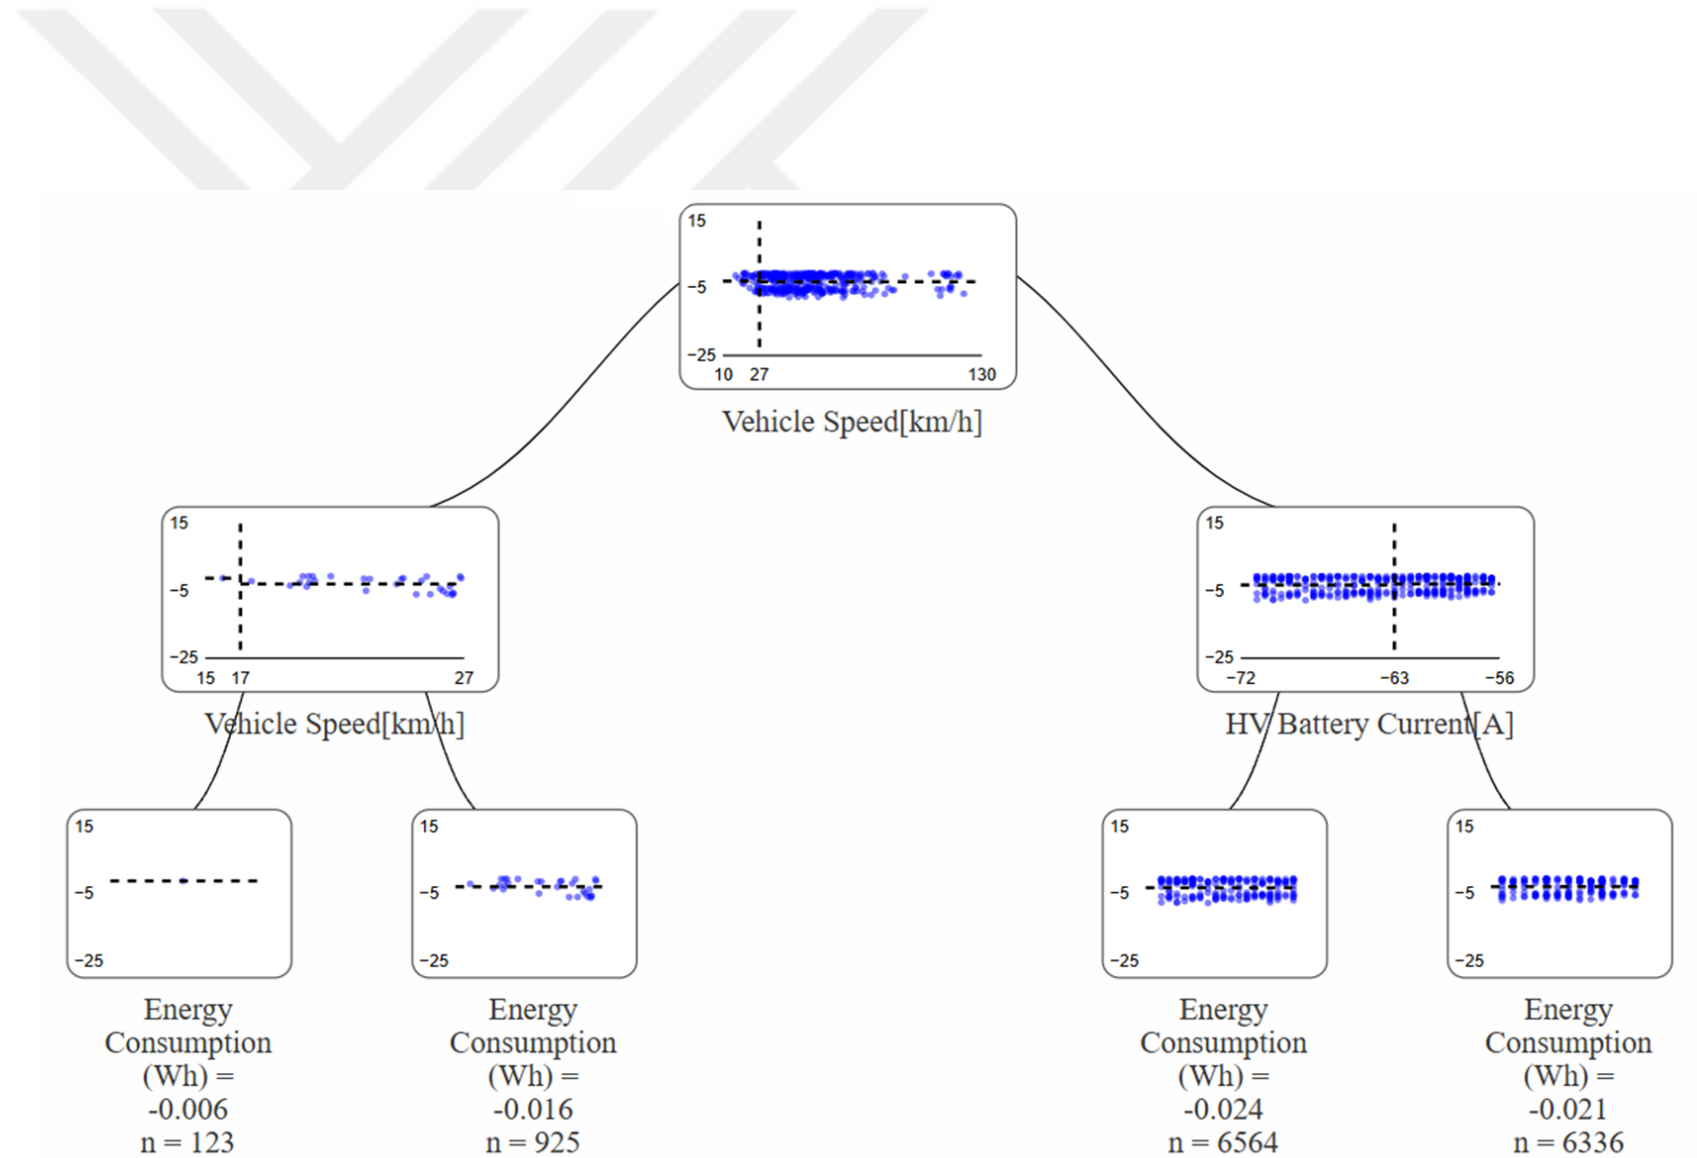 15
−5
−25
10 27 130
Vehicle Speed[km/h]
15
−5
−25
15 17 27
Vehicle Speed[km/h]
15
−5
−25
−72 −63 −56
HV Battery Current[A]
15
−5
−25
Energy
Consumption
(Wh) =
-0.006
n = 123
15
−5
−25
Energy
Consumption
(Wh) =
-0.016
n = 925
15
−5
−25
Energy
Consumption
(Wh) =
-0.024
n = 6564
15
−5
−25
Energy
Consumption
(Wh) =
-0.021
n = 6336